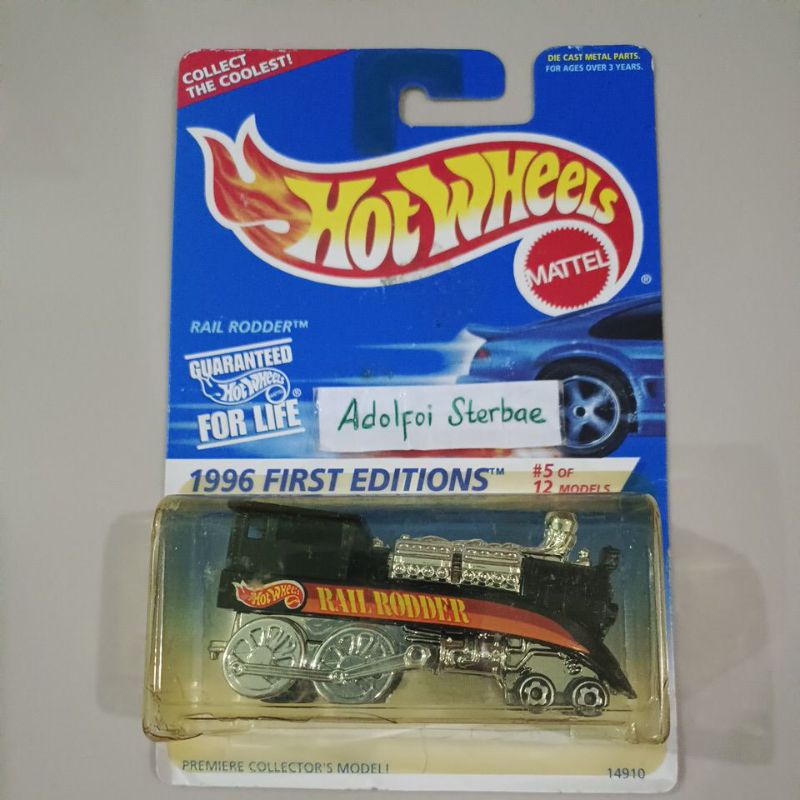 COLLECT
THE COOLEST!
DIE CAST METAL PARTS.
FOR AGES OVER 3 YEARS.
HOT WHEELS
MATTEL
®
RAIL RODDER™
GUARANTEED
HOT WHEELS ®
FOR LIFE
Adolfoi Sterbae
1996 FIRST EDITIONS™
#5 OF
12 MODELS
HOT WHEELS
RAIL RODDER
PREMIERE COLLECTOR'S MODEL!
14910